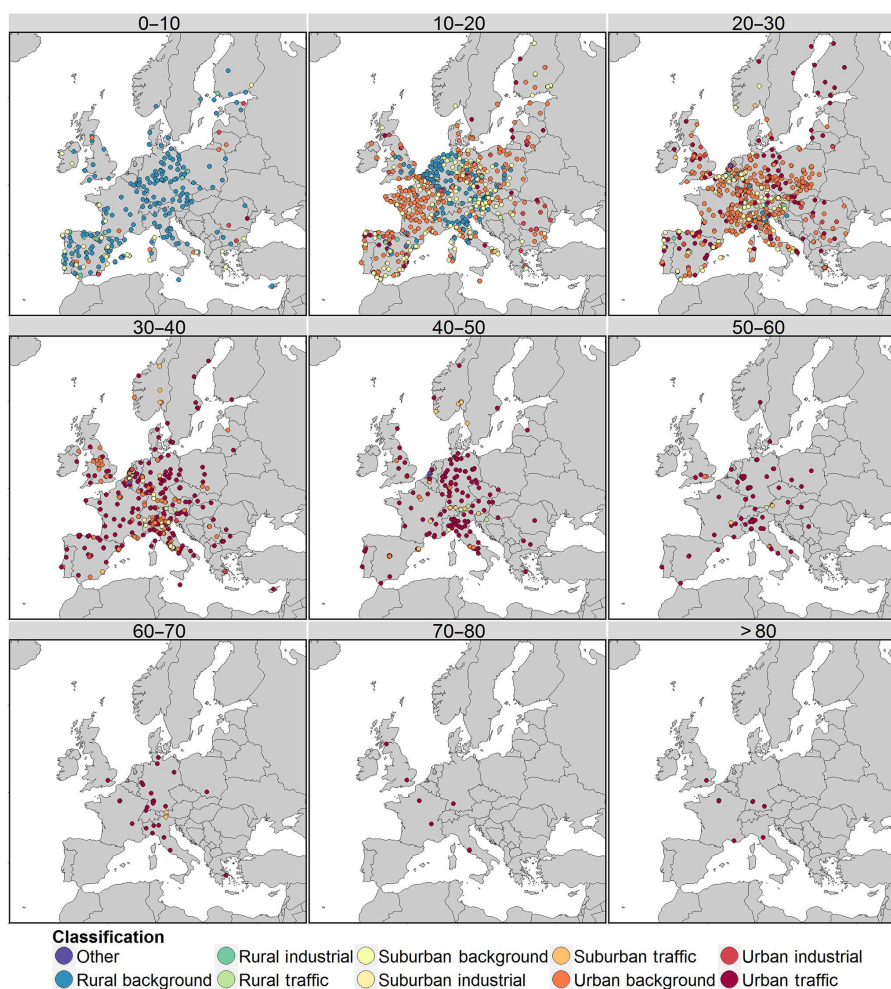 0–10 10–20 20–30
30–40 40–50 50–60
60–70 70–80 > 80
Classification
Other Rural industrial Suburban background Suburban traffic Urban industrial
Rural background Rural traffic Suburban industrial Urban background Urban traffic